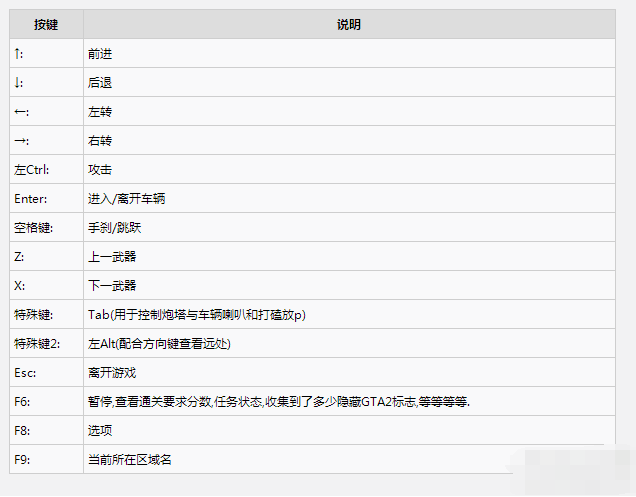 按键 说明
↑: 前进
↓: 后退
←: 左转
→: 右转
左Ctrl: 攻击
Enter: 进入/离开车辆
空格键: 手刹/跳跃
Z: 上一武器
X: 下一武器
特殊键: Tab(用于控制炮塔与车辆喇叭和打磕放p)
特殊键2: 左Alt(配合方向键查看远处)
Esc: 离开游戏
F6: 暂停,查看通关要求分数,任务状态,收集到了多少隐藏GTA2标志,等等等等.
F8: 选项
F9: 当前所在区域名